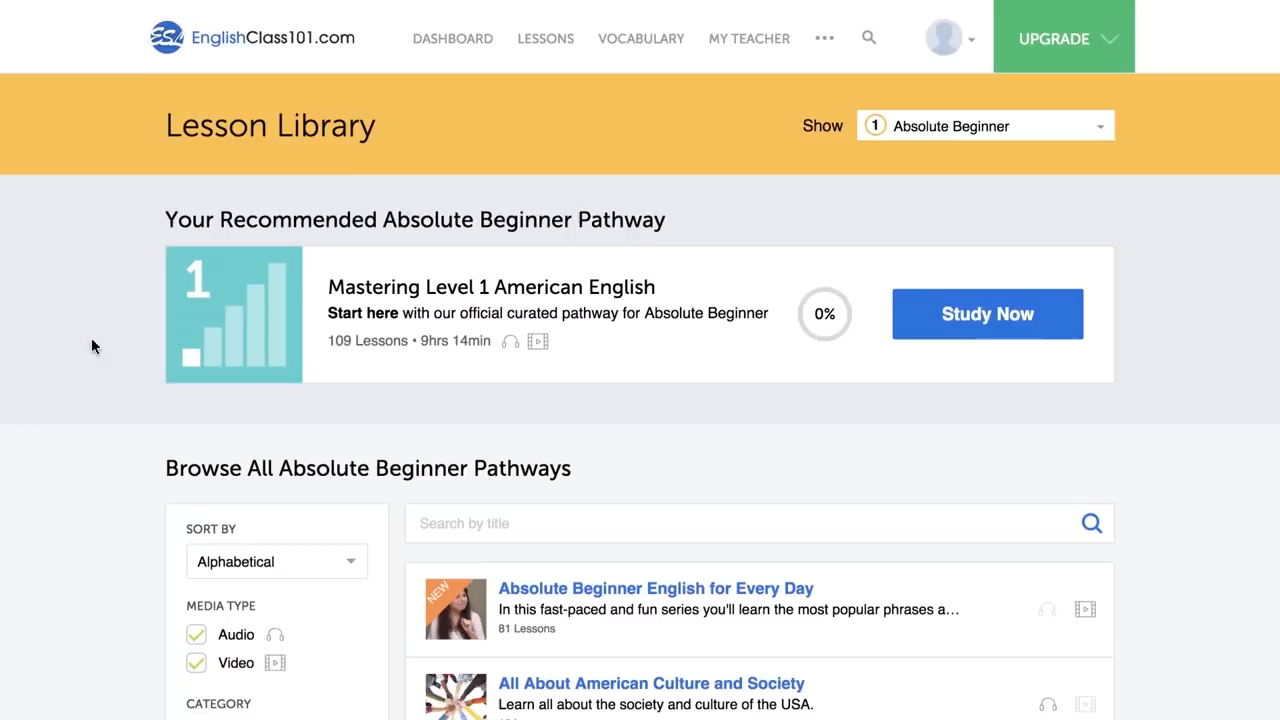 ESL EnglishClass101.com
DASHBOARD LESSONS VOCABULARY MY TEACHER UPGRADE
Lesson Library
Show 1 Absolute Beginner
Your Recommended Absolute Beginner Pathway
1
Mastering Level 1 American English
Start here with our official curated pathway for Absolute Beginner
109 Lessons • 9hrs 14min
0%
Study Now
Browse All Absolute Beginner Pathways
SORT BY
Alphabetical
MEDIA TYPE
Audio
Video
CATEGORY
Search by title
NEW
Absolute Beginner English for Every Day
In this fast-paced and fun series you'll learn the most popular phrases a…
81 Lessons
All About American Culture and Society
Learn all about the society and culture of the USA.